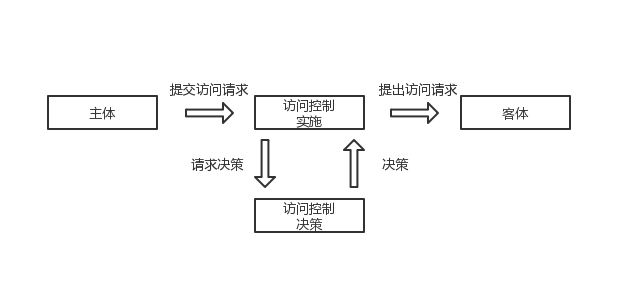 提交访问请求
提出访问请求
主体
访问控制
实施
客体
请求决策
决策
访问控制
决策